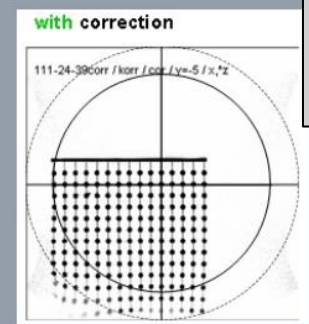 with correction
111-24-39corr / korr / cor / y=-5 / x,*z